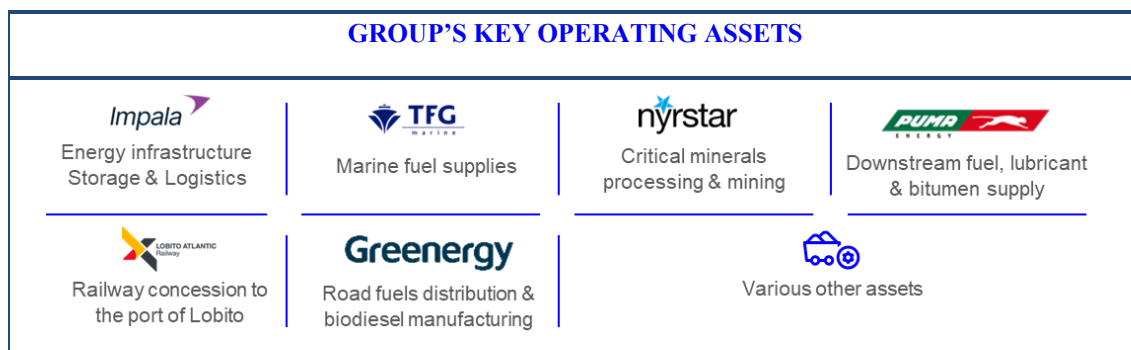 GROUP'S KEY OPERATING ASSETS
Impala
Energy infrastructure
Storage & Logistics
TFG
marine
Marine fuel supplies
nyrstar
Critical minerals
processing & mining
PUMA
ENERGY
Downstream fuel, lubricant
& bitumen supply
LOBITO ATLANTIC
Railway
Railway concession to
the port of Lobito
Greenergy
Road fuels distribution &
biodiesel manufacturing
Various other assets